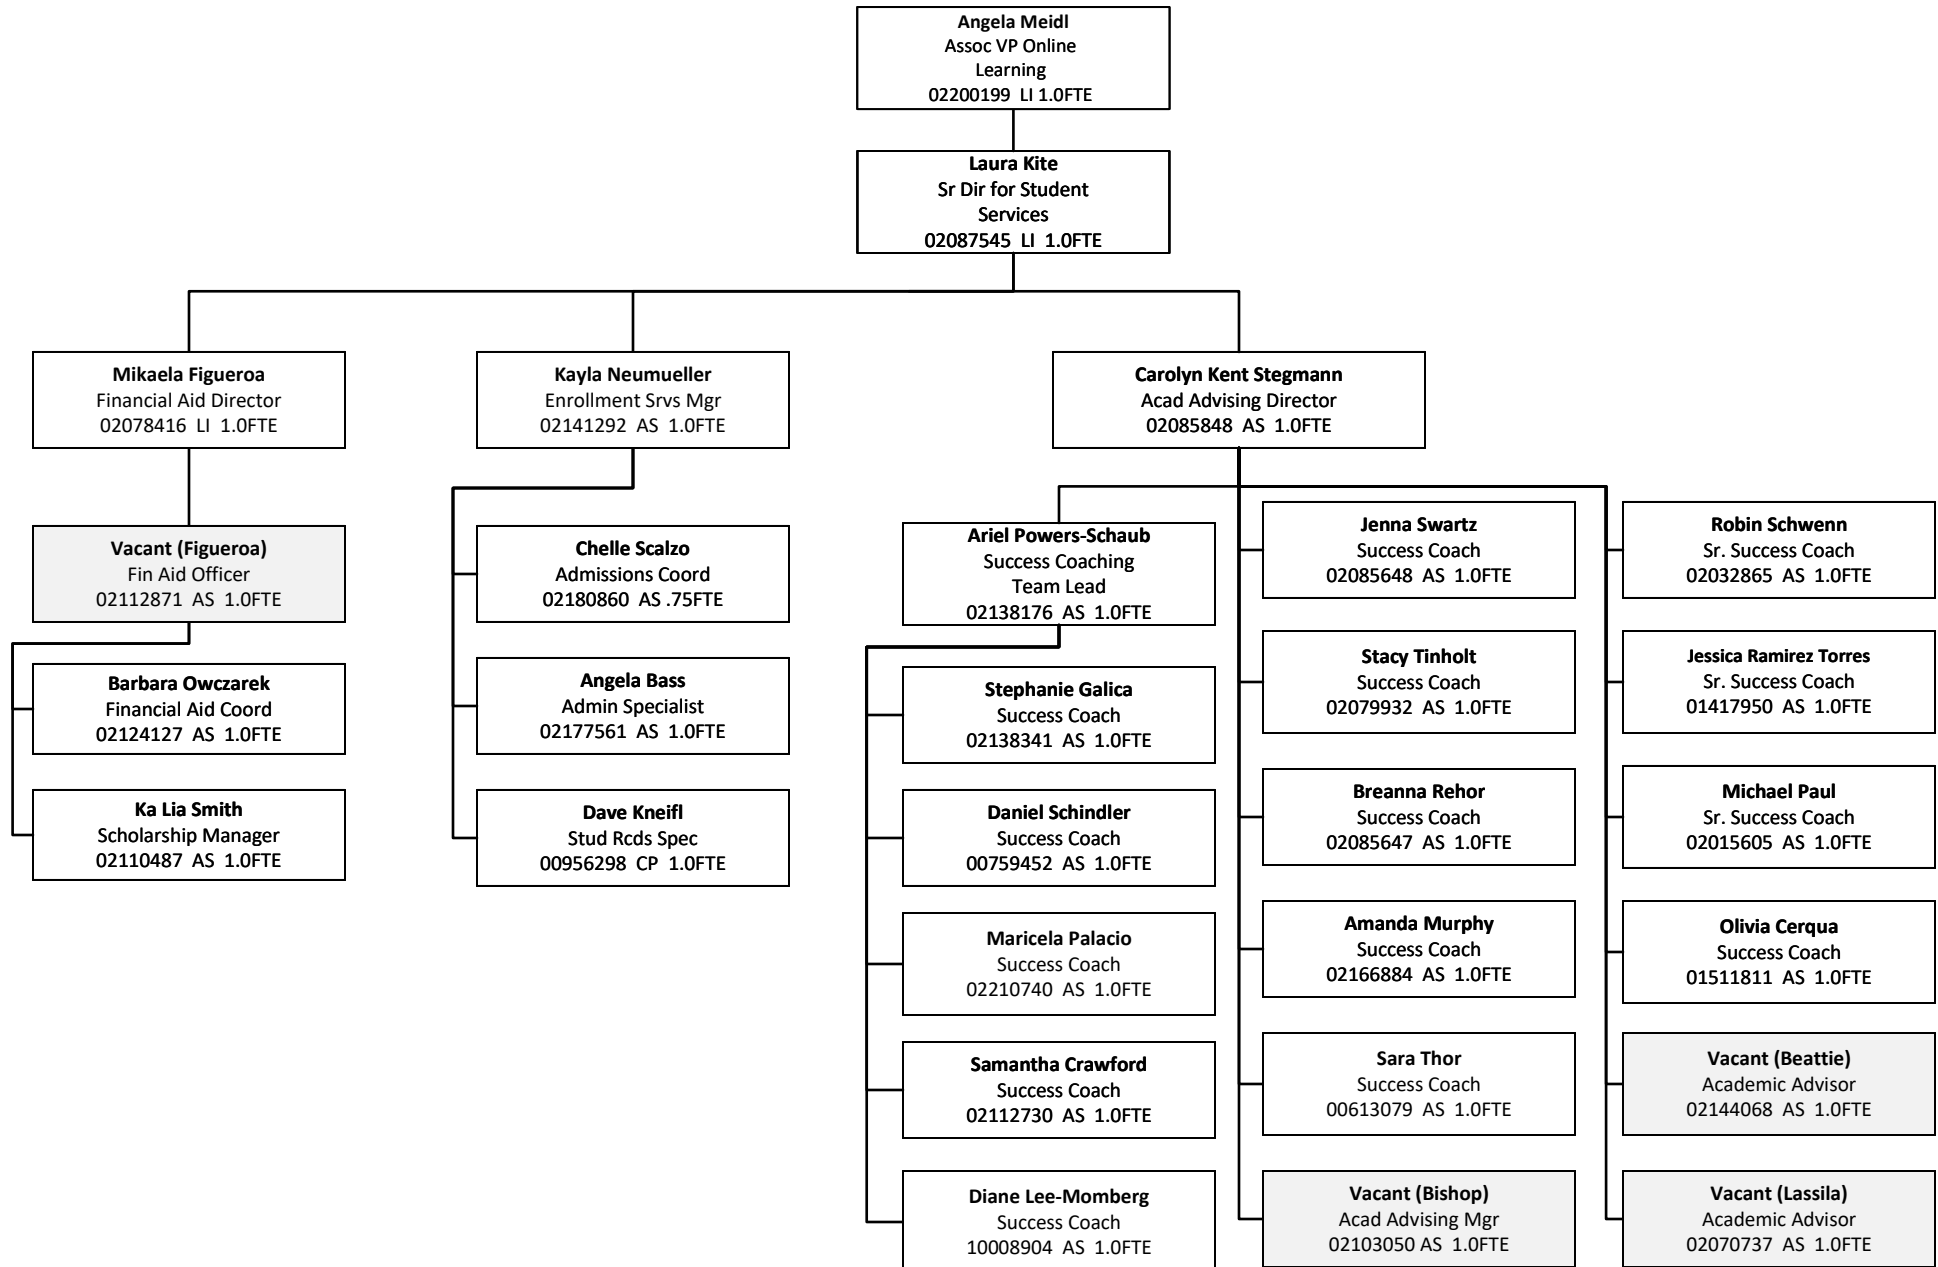 Angela Meidl
Assoc VP Online
Learning
02200199 LI 1.0FTE
Laura Kite
Sr Dir for Student
Services
02087545 LI 1.0FTE
Mikaela Figueroa
Financial Aid Director
02078416 LI 1.0FTE
Vacant (Figueroa)
Fin Aid Officer
02112871 AS 1.0FTE
Barbara Owczarek
Financial Aid Coord
02124127 AS 1.0FTE
Ka Lia Smith
Scholarship Manager
02110487 AS 1.0FTE
Kayla Neumueller
Enrollment Srvs Mgr
02141292 AS 1.0FTE
Chelle Scalzo
Admissions Coord
02180860 AS .75FTE
Angela Bass
Admin Specialist
02177561 AS 1.0FTE
Dave Kneifl
Stud Rcds Spec
00956298 CP 1.0FTE
Carolyn Kent Stegmann
Acad Advising Director
02085848 AS 1.0FTE
Ariel Powers-Schaub
Success Coaching
Team Lead
02138176 AS 1.0FTE
Stephanie Galica
Success Coach
02138341 AS 1.0FTE
Daniel Schindler
Success Coach
00759452 AS 1.0FTE
Maricela Palacio
Success Coach
02210740 AS 1.0FTE
Samantha Crawford
Success Coach
02112730 AS 1.0FTE
Diane Lee-Momberg
Success Coach
10008904 AS 1.0FTE
Jenna Swartz
Success Coach
02085648 AS 1.0FTE
Stacy Tinholt
Success Coach
02079932 AS 1.0FTE
Breanna Rehor
Success Coach
02085647 AS 1.0FTE
Amanda Murphy
Success Coach
02166884 AS 1.0FTE
Sara Thor
Success Coach
00613079 AS 1.0FTE
Vacant (Bishop)
Acad Advising Mgr
02103050 AS 1.0FTE
Robin Schwenn
Sr. Success Coach
02032865 AS 1.0FTE
Jessica Ramirez Torres
Sr. Success Coach
01417950 AS 1.0FTE
Michael Paul
Sr. Success Coach
02015605 AS 1.0FTE
Olivia Cerqua
Success Coach
01511811 AS 1.0FTE
Vacant (Beattie)
Academic Advisor
02144068 AS 1.0FTE
Vacant (Lassila)
Academic Advisor
02070737 AS 1.0FTE